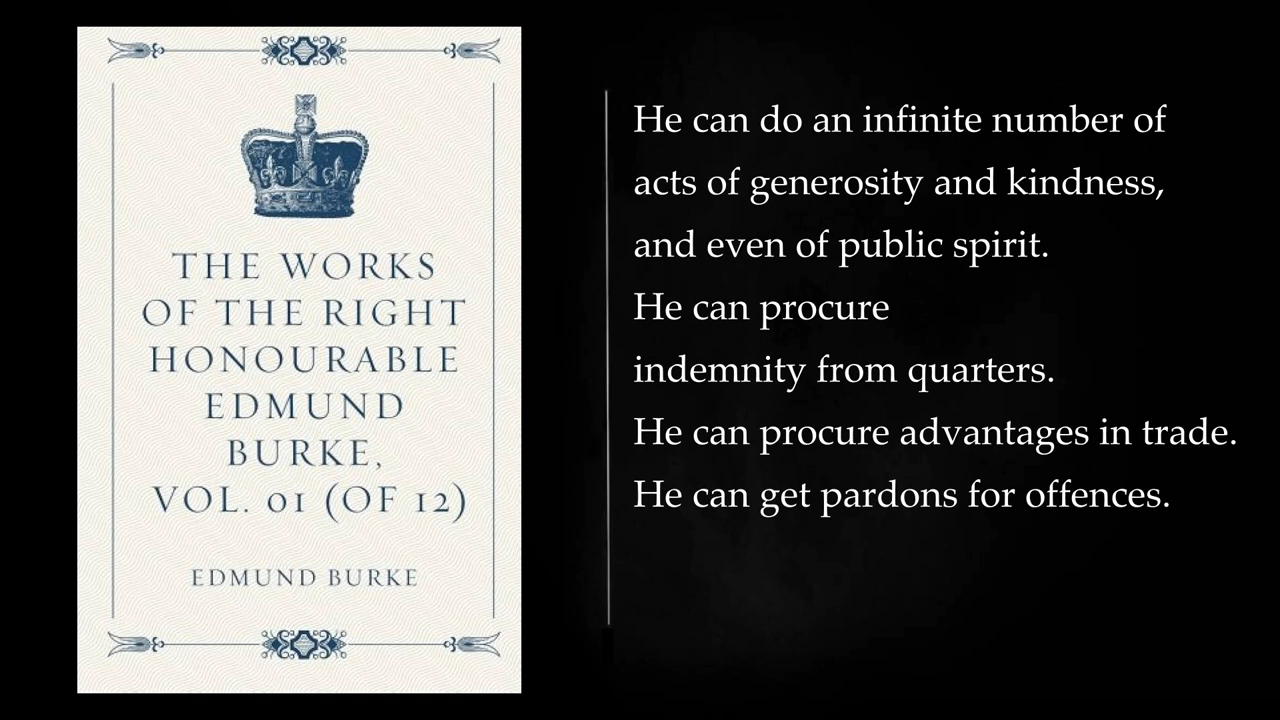 THE WORKS
OF THE RIGHT
HONOURABLE
EDMUND
BURKE,
VOL. 01 (OF 12)
EDMUND BURKE
He can do an infinite number of
acts of generosity and kindness,
and even of public spirit.
He can procure
indemnity from quarters.
He can procure advantages in trade.
He can get pardons for offences.